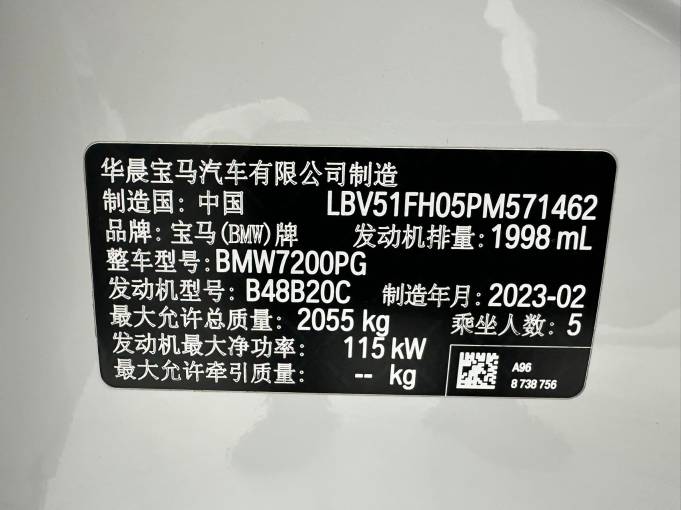 华晨宝马汽车有限公司制造
制造国: 中国 LBV51FH05PM571462
品牌: 宝马(BMW)牌 发动机排量: 1998 mL
整车型号: BMW7200PG
发动机型号: B48B20C 制造年月: 2023-02
最大允许总质量: 2055 kg 乘坐人数: 5
发动机最大净功率: 115 kW
最大允许牵引质量: -- kg
A96
8 738 756